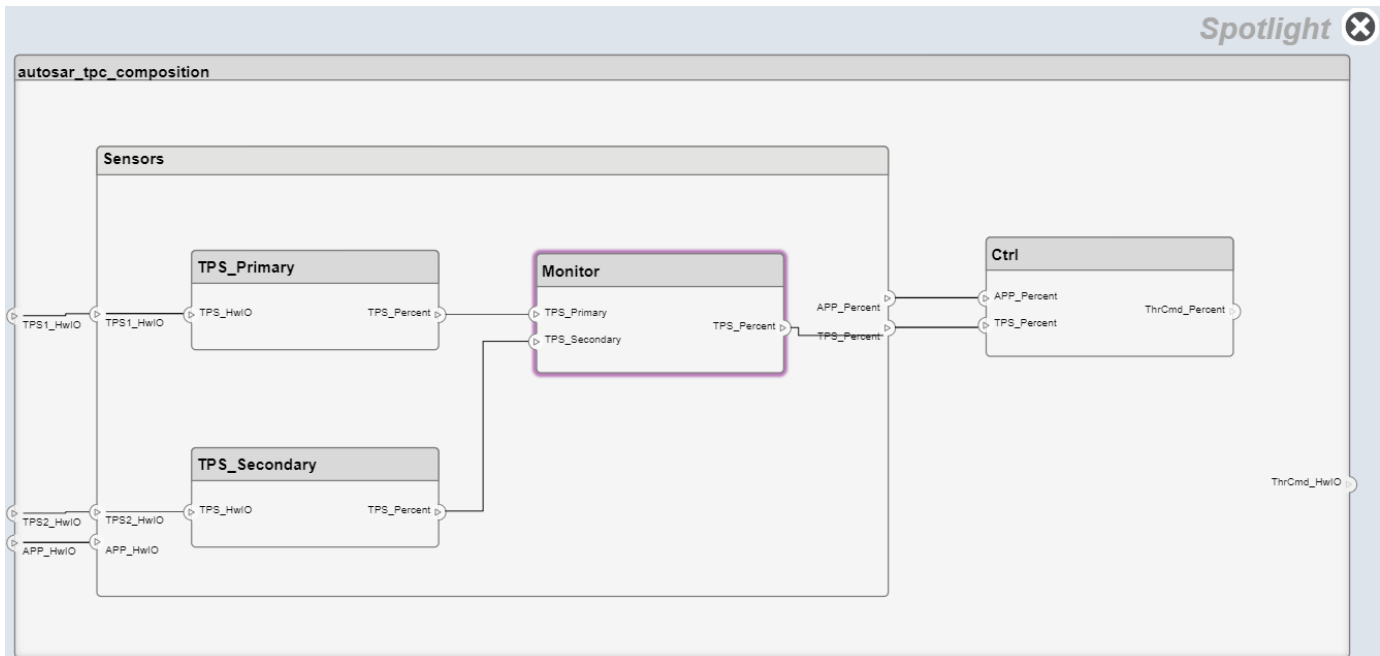 Spotlight
autosar_tpc_composition
Sensors
TPS_Primary
TPS_HwIO
TPS_Percent
Monitor
TPS_Primary
TPS_Secondary
TPS_Percent
APP_Percent
TPS_Percent
Ctrl
APP_Percent
TPS_Percent
ThrCmd_Percent
TPS1_HwIO
TPS1_HwIO
TPS_Secondary
TPS_HwIO
TPS_Percent
ThrCmd_HwIO
TPS2_HwIO
TPS2_HwIO
APP_HwIO
APP_HwIO